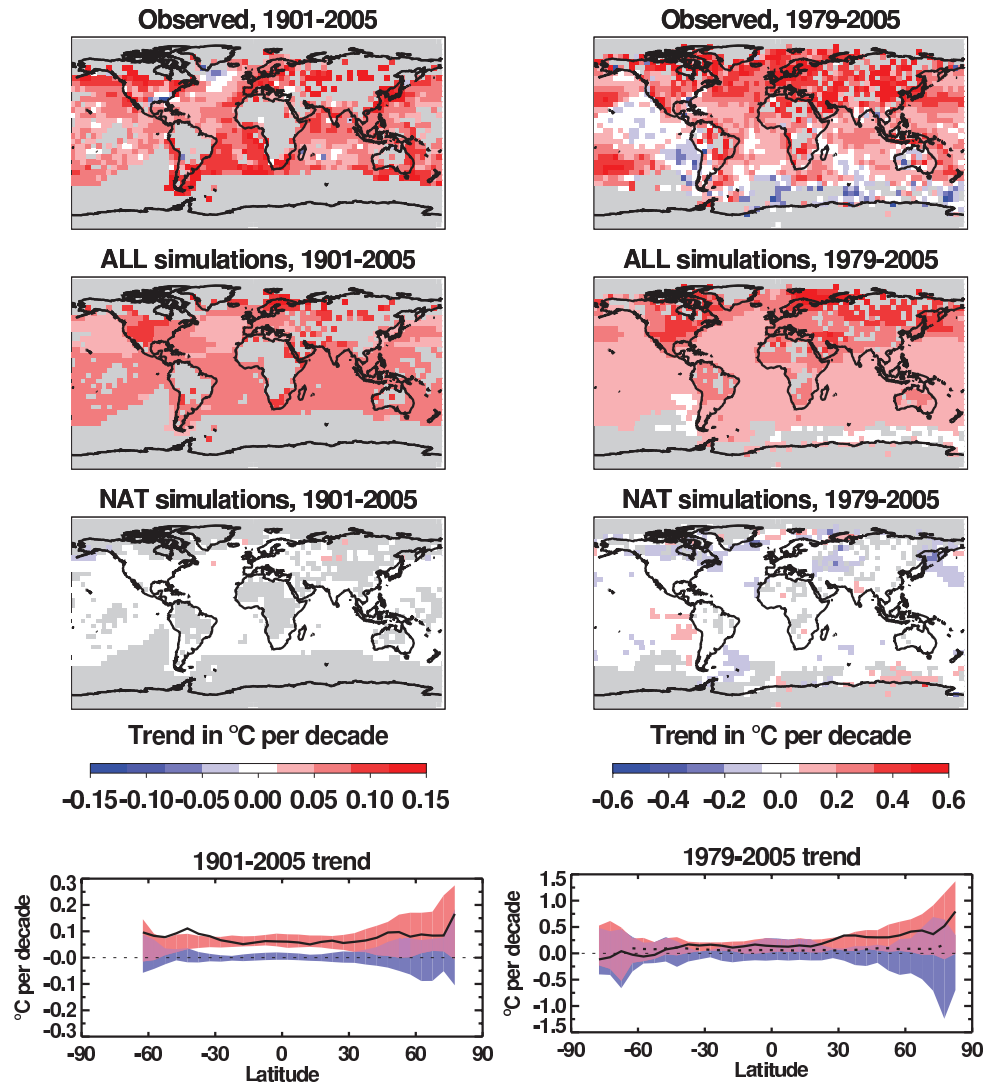 Observed, 1901-2005
Observed, 1979-2005
ALL simulations, 1901-2005
ALL simulations, 1979-2005
NAT simulations, 1901-2005
NAT simulations, 1979-2005
Trend in °C per decade
-0.15 -0.10 -0.05 0.00 0.05 0.10 0.15
Trend in °C per decade
-0.6 -0.4 -0.2 0.0 0.2 0.4 0.6
1901-2005 trend
°C per decade
0.3
0.2
0.1
-0.0
0.1
0.2
0.3
-90 -60 -30 0 30 60 90
Latitude
1979-2005 trend
°C per decade
1.5
1.0
0.5
0.0
-0.5
-1.0
-1.5
-90 -60 -30 0 30 60 90
Latitude